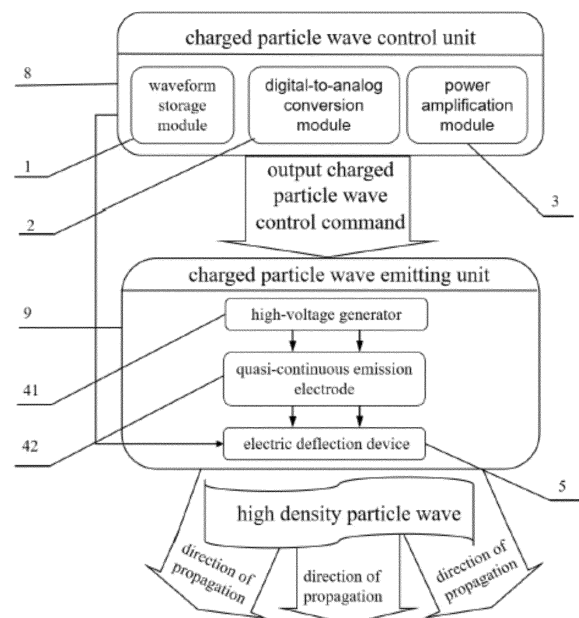 charged particle wave control unit
8
waveform
storage
module
digital-to-analog
conversion
module
power
amplification
module
1
2
3
output charged
particle wave
control command
charged particle wave emitting unit
9
high-voltage generator
41
quasi-continuous emission
electrode
42
electric deflection device
5
high density particle wave
direction of
propagation
direction of
propagation
direction of
propagation